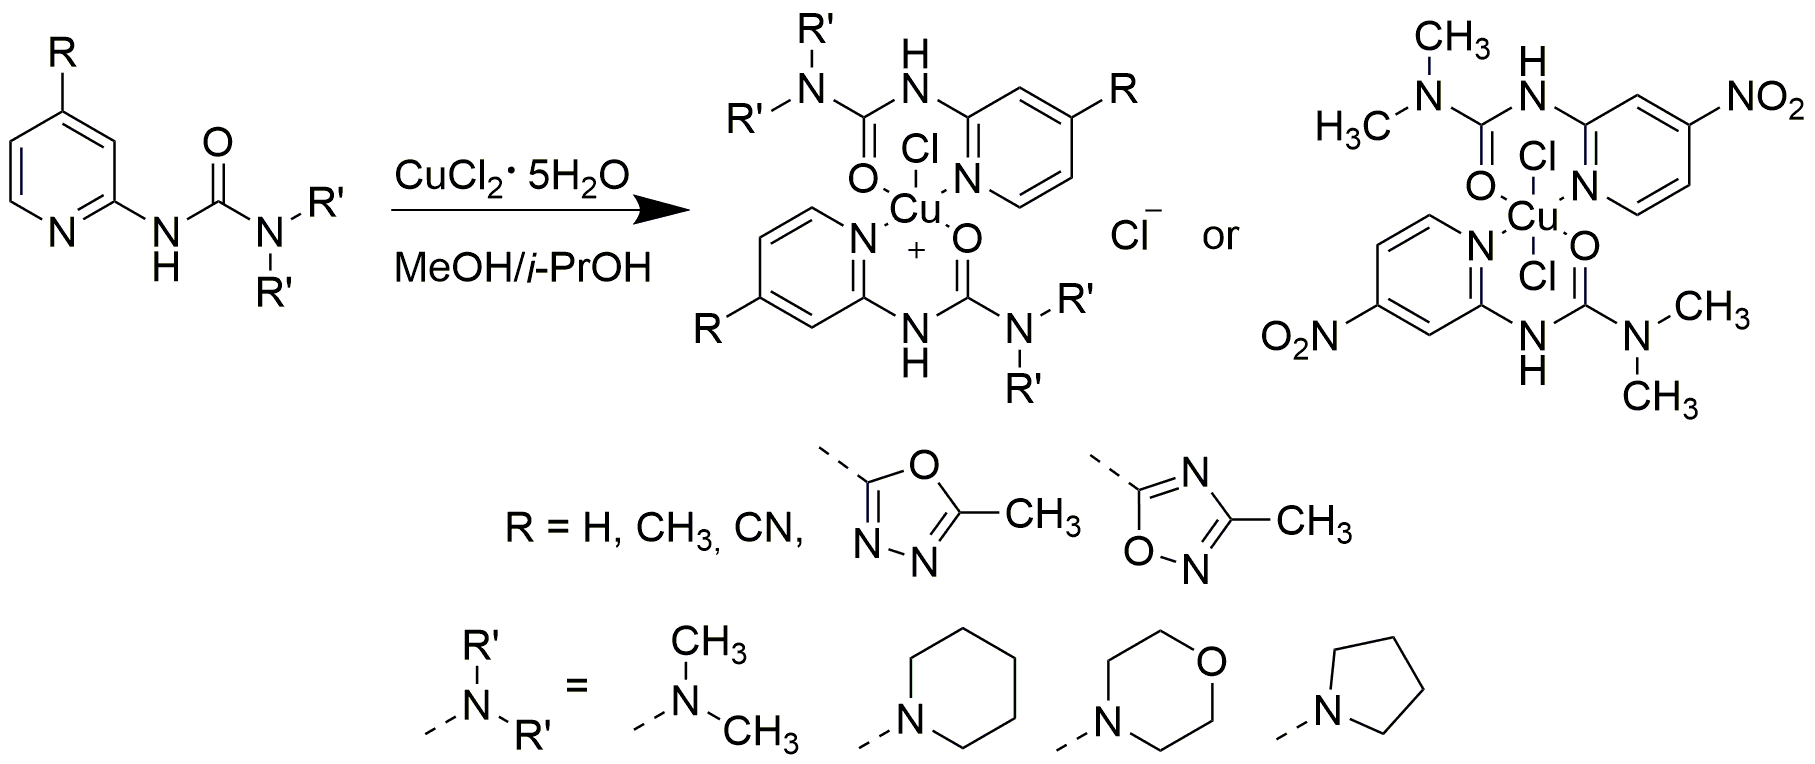 R
N
N
H
O
N
R'
R'
CuCl₂· 5H₂O
MeOH/i-PrOH
R'
R'
N
H
N
R
O
Cl
N
Cu
+
N
O
R
N
H
N
R'
R'
Cl⁻ or
CH₃
H₃C
N
H
N
NO₂
O
Cl
N
Cu
N
Cl
O
O₂N
N
H
N
CH₃
CH₃
R = H, CH₃, CN,
O
N
N
CH₃
N
O
N
CH₃
R'
N
R'
=
CH₃
N
CH₃
N
O
N
N